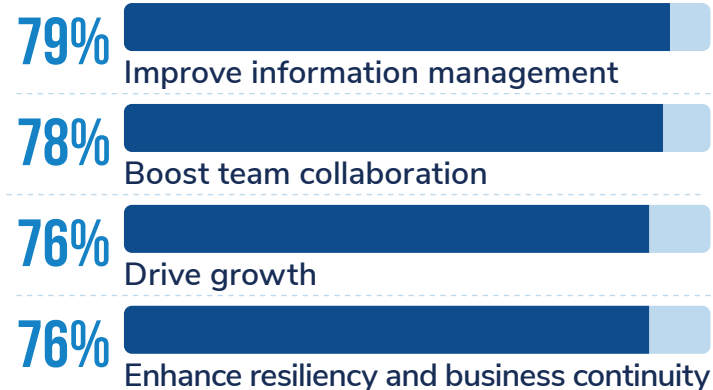 79%
Improve information management
78%
Boost team collaboration
76%
Drive growth
76%
Enhance resiliency and business continuity